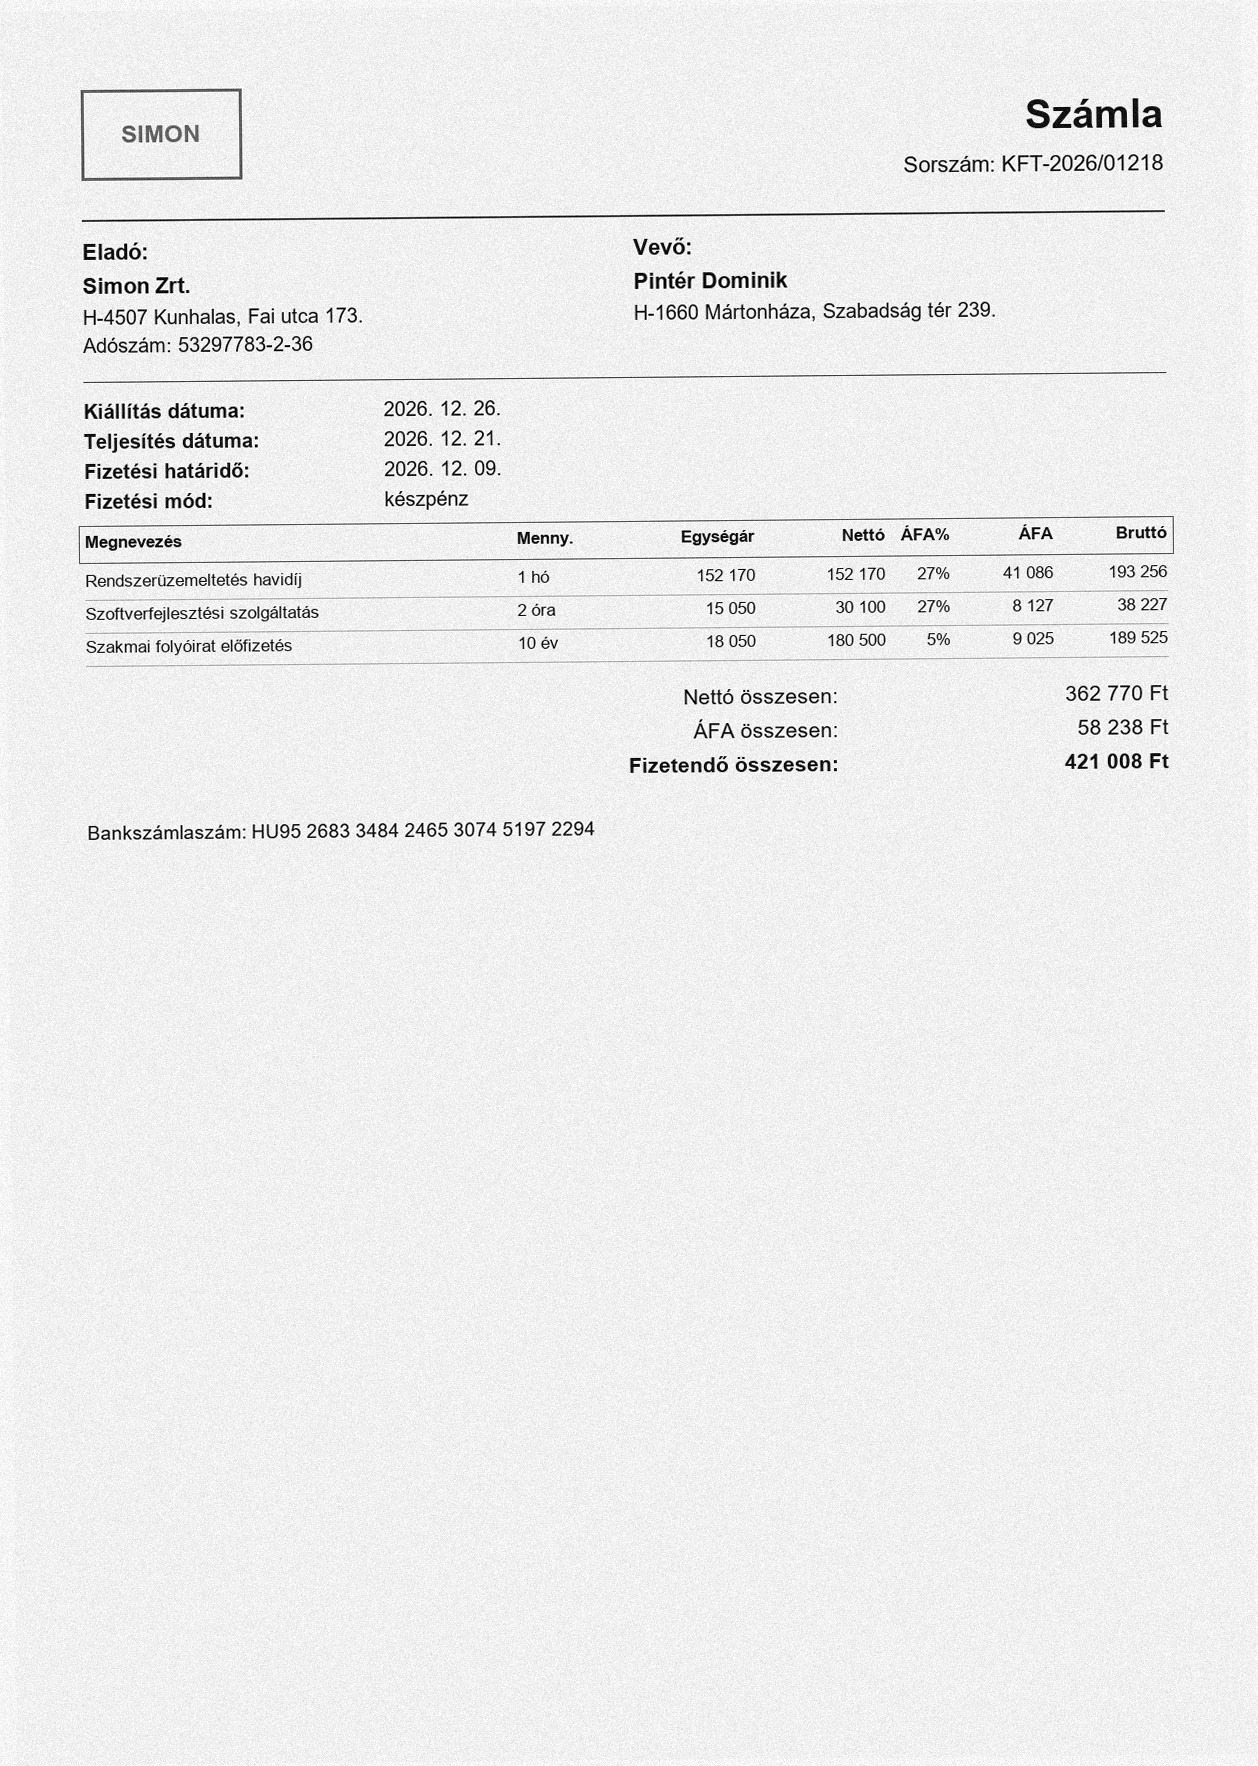 SIMON
Számla
Sorszám: KFT-2026/01218
Eladó:
Simon Zrt.
H-4507 Kunhalas, Fai utca 173.
Adószám: 53297783-2-36
Vevő:
Pintér Dominik
H-1660 Mártonháza, Szabadság tér 239.
Kiállítás dátuma: 2026. 12. 26.
Teljesítés dátuma: 2026. 12. 21.
Fizetési határidő: 2026. 12. 09.
Fizetési mód: készpénz
Megnevezés Menny. Egységár Nettó ÁFA% ÁFA Bruttó
Rendszerüzemeltetés havidíj 1 hó 152 170 152 170 27% 41 086 193 256
Szoftverfejlesztési szolgáltatás 2 óra 15 050 30 100 27% 8 127 38 227
Szakmai folyóirat előfizetés 10 év 18 050 180 500 5% 9 025 189 525
Nettó összesen: 362 770 Ft
ÁFA összesen: 58 238 Ft
Fizetendő összesen: 421 008 Ft
Bankszámlaszám: HU95 2683 3484 2465 3074 5197 2294